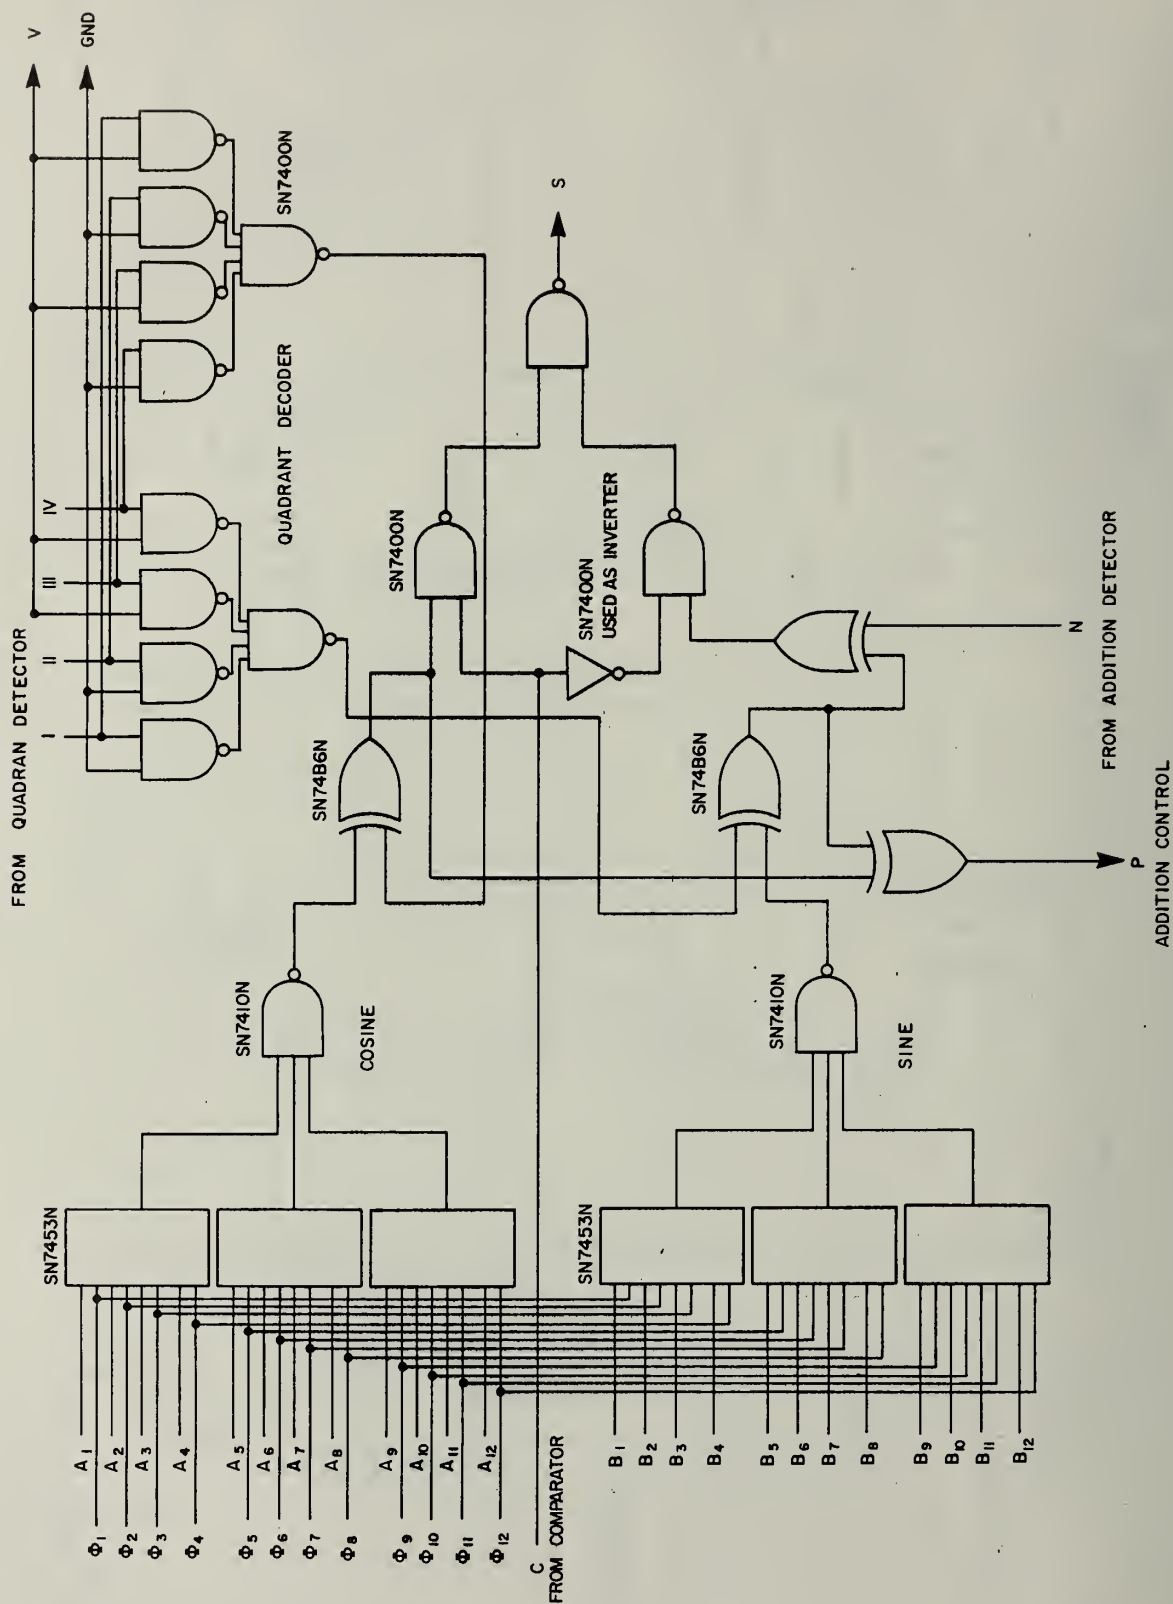 FROM QUADRAN DETECTOR
I
II
III
IV
V
GND
SN7400N
QUADRANT DECODER
SN7453N
A1
Φ1
A2
Φ2
A3
Φ3
A4
Φ4
A5
Φ5
A6
Φ6
A7
Φ7
A8
Φ8
A9
Φ9
A10
Φ10
A11
Φ11
A12
Φ12
SN7410N
COSINE
SN74B6N
SN7400N
S
C
FROM COMPARATOR
SN7400N
USED AS INVERTER
SN7453N
B1
B2
B3
B4
B5
B6
B7
B8
B9
B10
B11
B12
SN7410N
SINE
SN74B6N
N
FROM ADDITION DETECTOR
P
ADDITION CONTROL